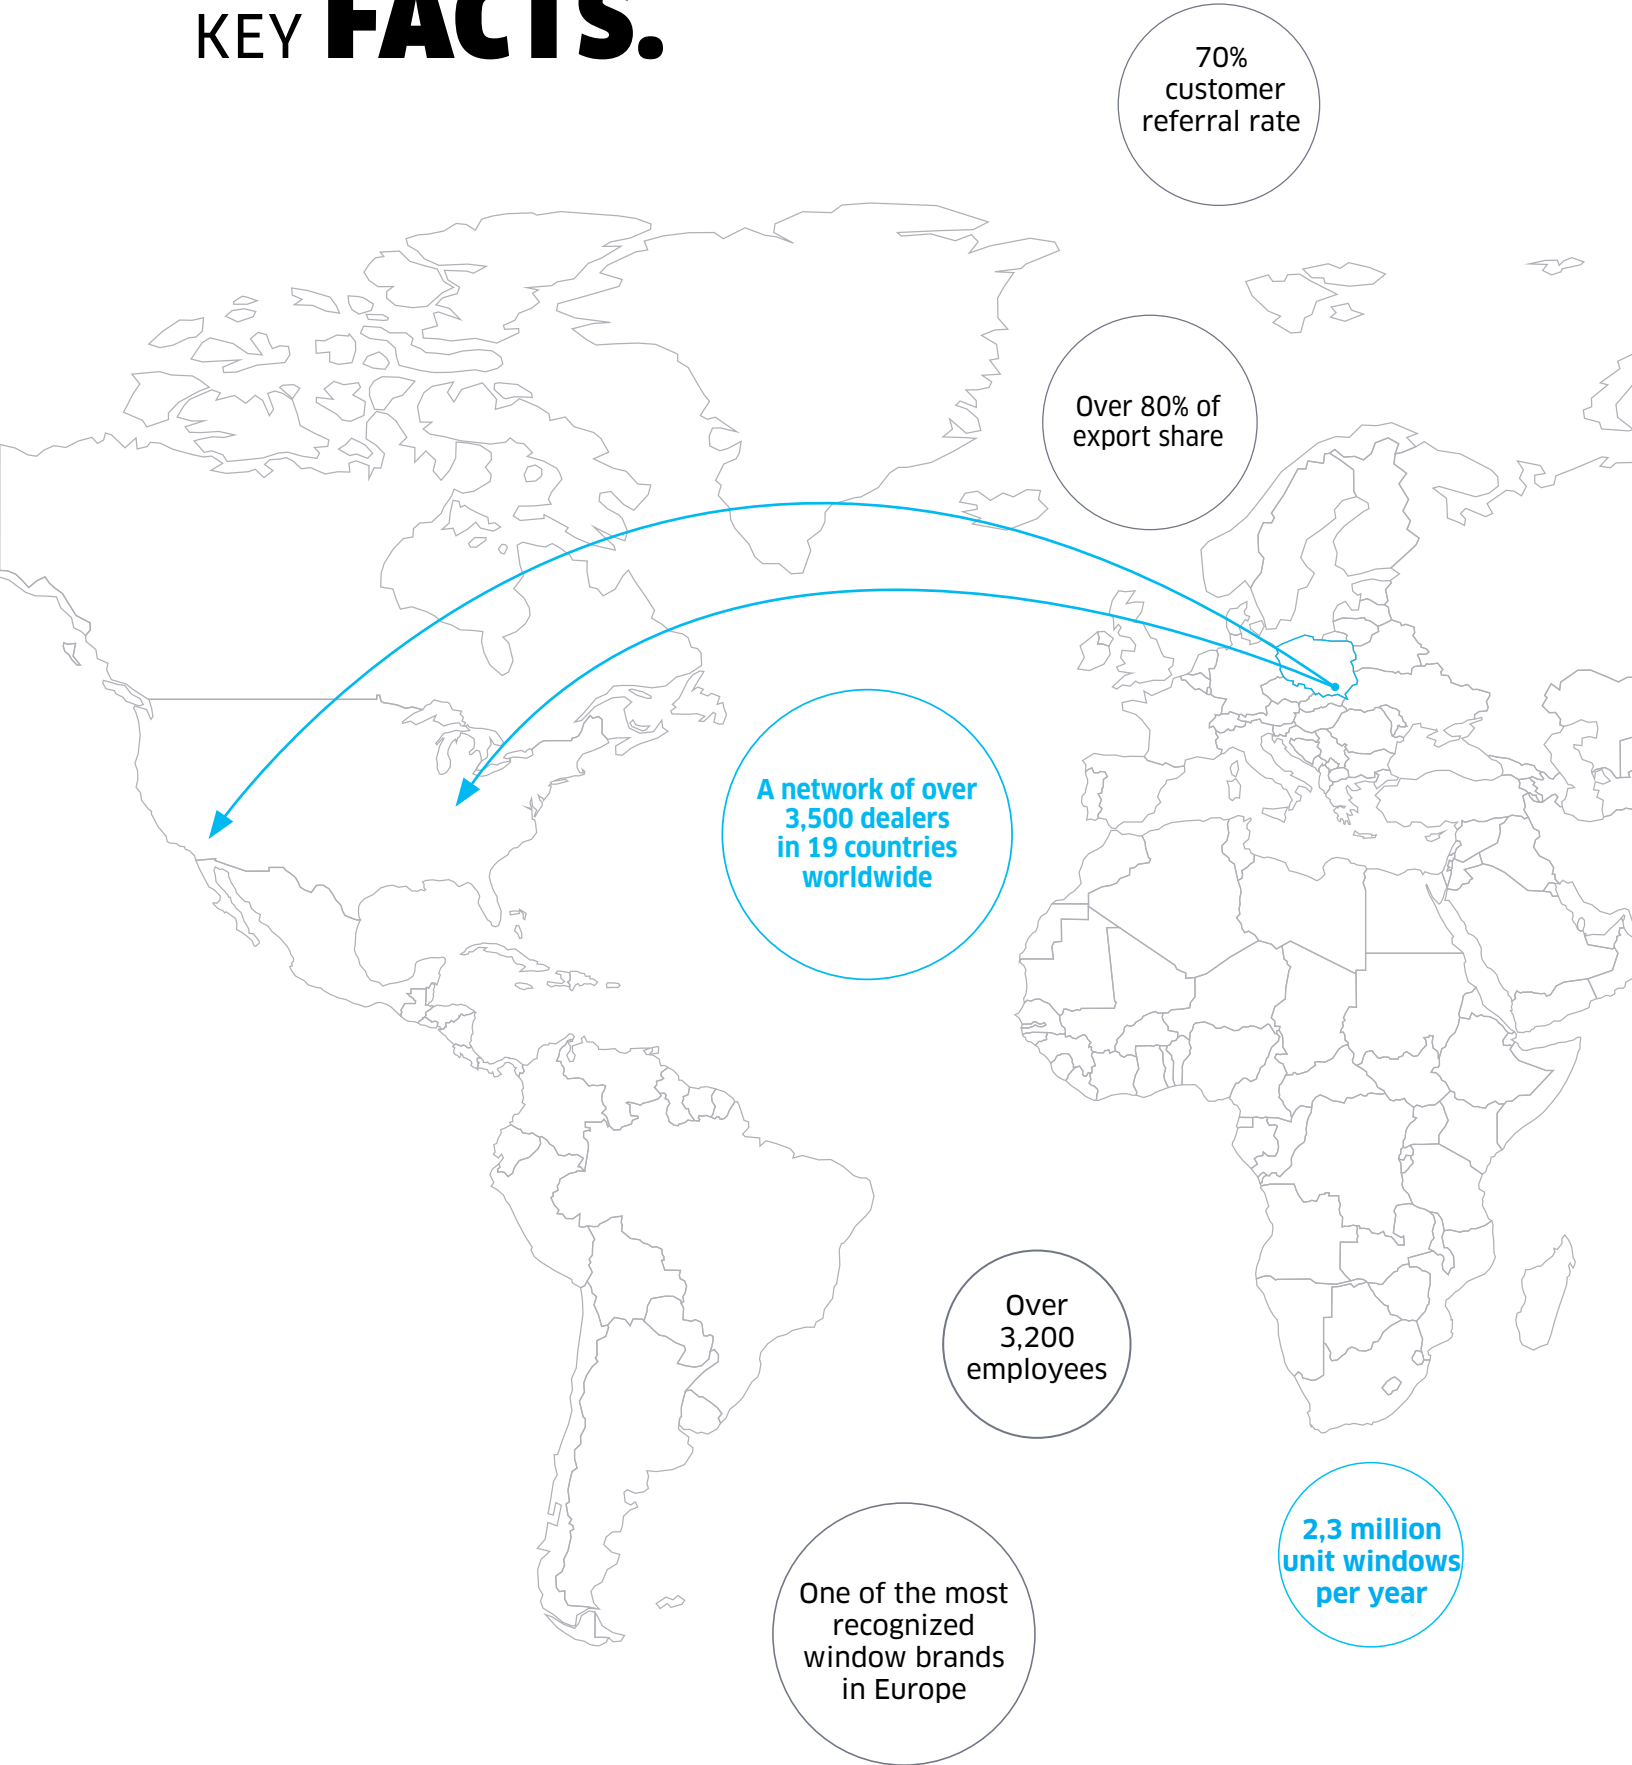 KEY FACTS.
70%
customer
referral rate
Over 80% of
export share
A network of over
3,500 dealers
in 19 countries
worldwide
Over
3,200
employees
2,3 million
unit windows
per year
One of the most
recognized
window brands
in Europe